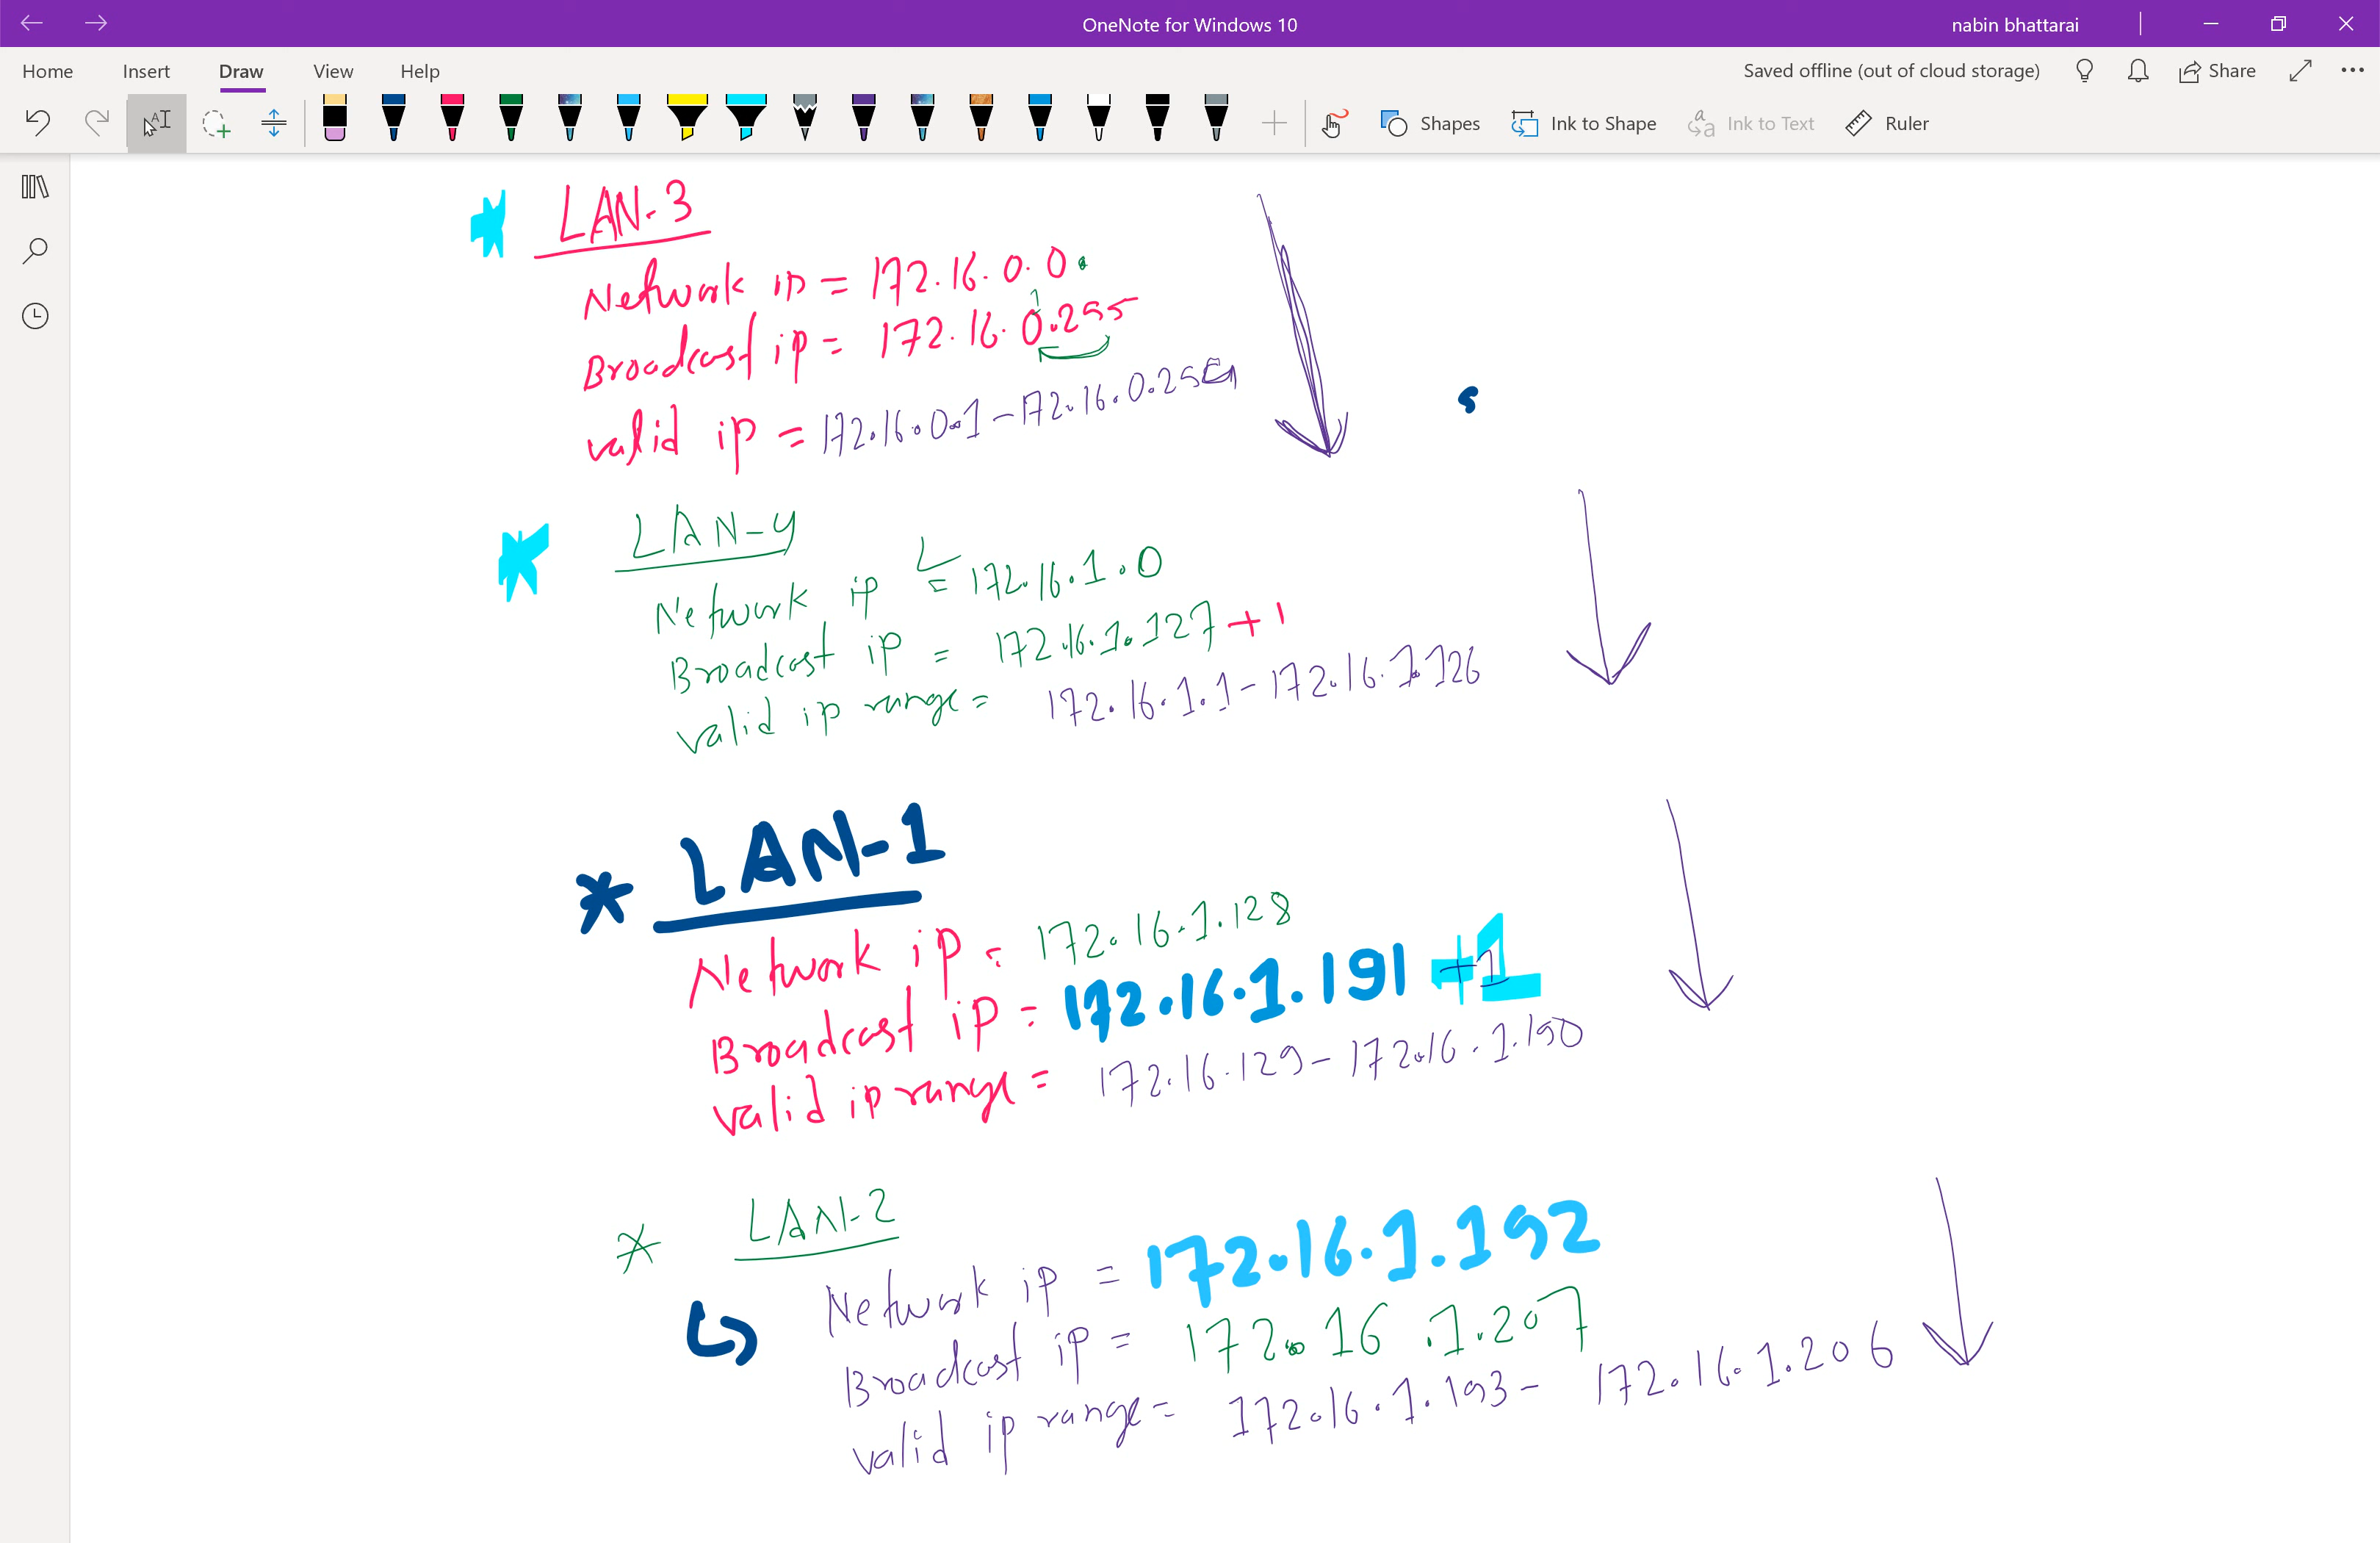 OneNote for Windows 10
nabin bhattarai
Home Insert Draw View Help
Saved offline (out of cloud storage)
Share
Shapes
Ink to Shape
Ink to Text
Ruler
LAN-3
Network ip = 172.16.0.0
1
Broadcast ip = 172.16.0.255
valid ip = 172.16.0.1 - 172.16.0.254
LAN-4
Network ip = 172.16.1.0
Broadcast ip = 172.16.1.127 +1
valid ip range = 172.16.1.1 - 172.16.1.126
* LAN-1
Network ip = 172.16.1.128
Broadcast ip = 172.16.1.191 +1
valid ip range = 172.16.129 - 172.16.1.190
* LAN-2
Network ip = 172.16.1.192
Broadcast ip = 172.16.1.207
valid ip range = 172.16.1.193 - 172.16.1.206